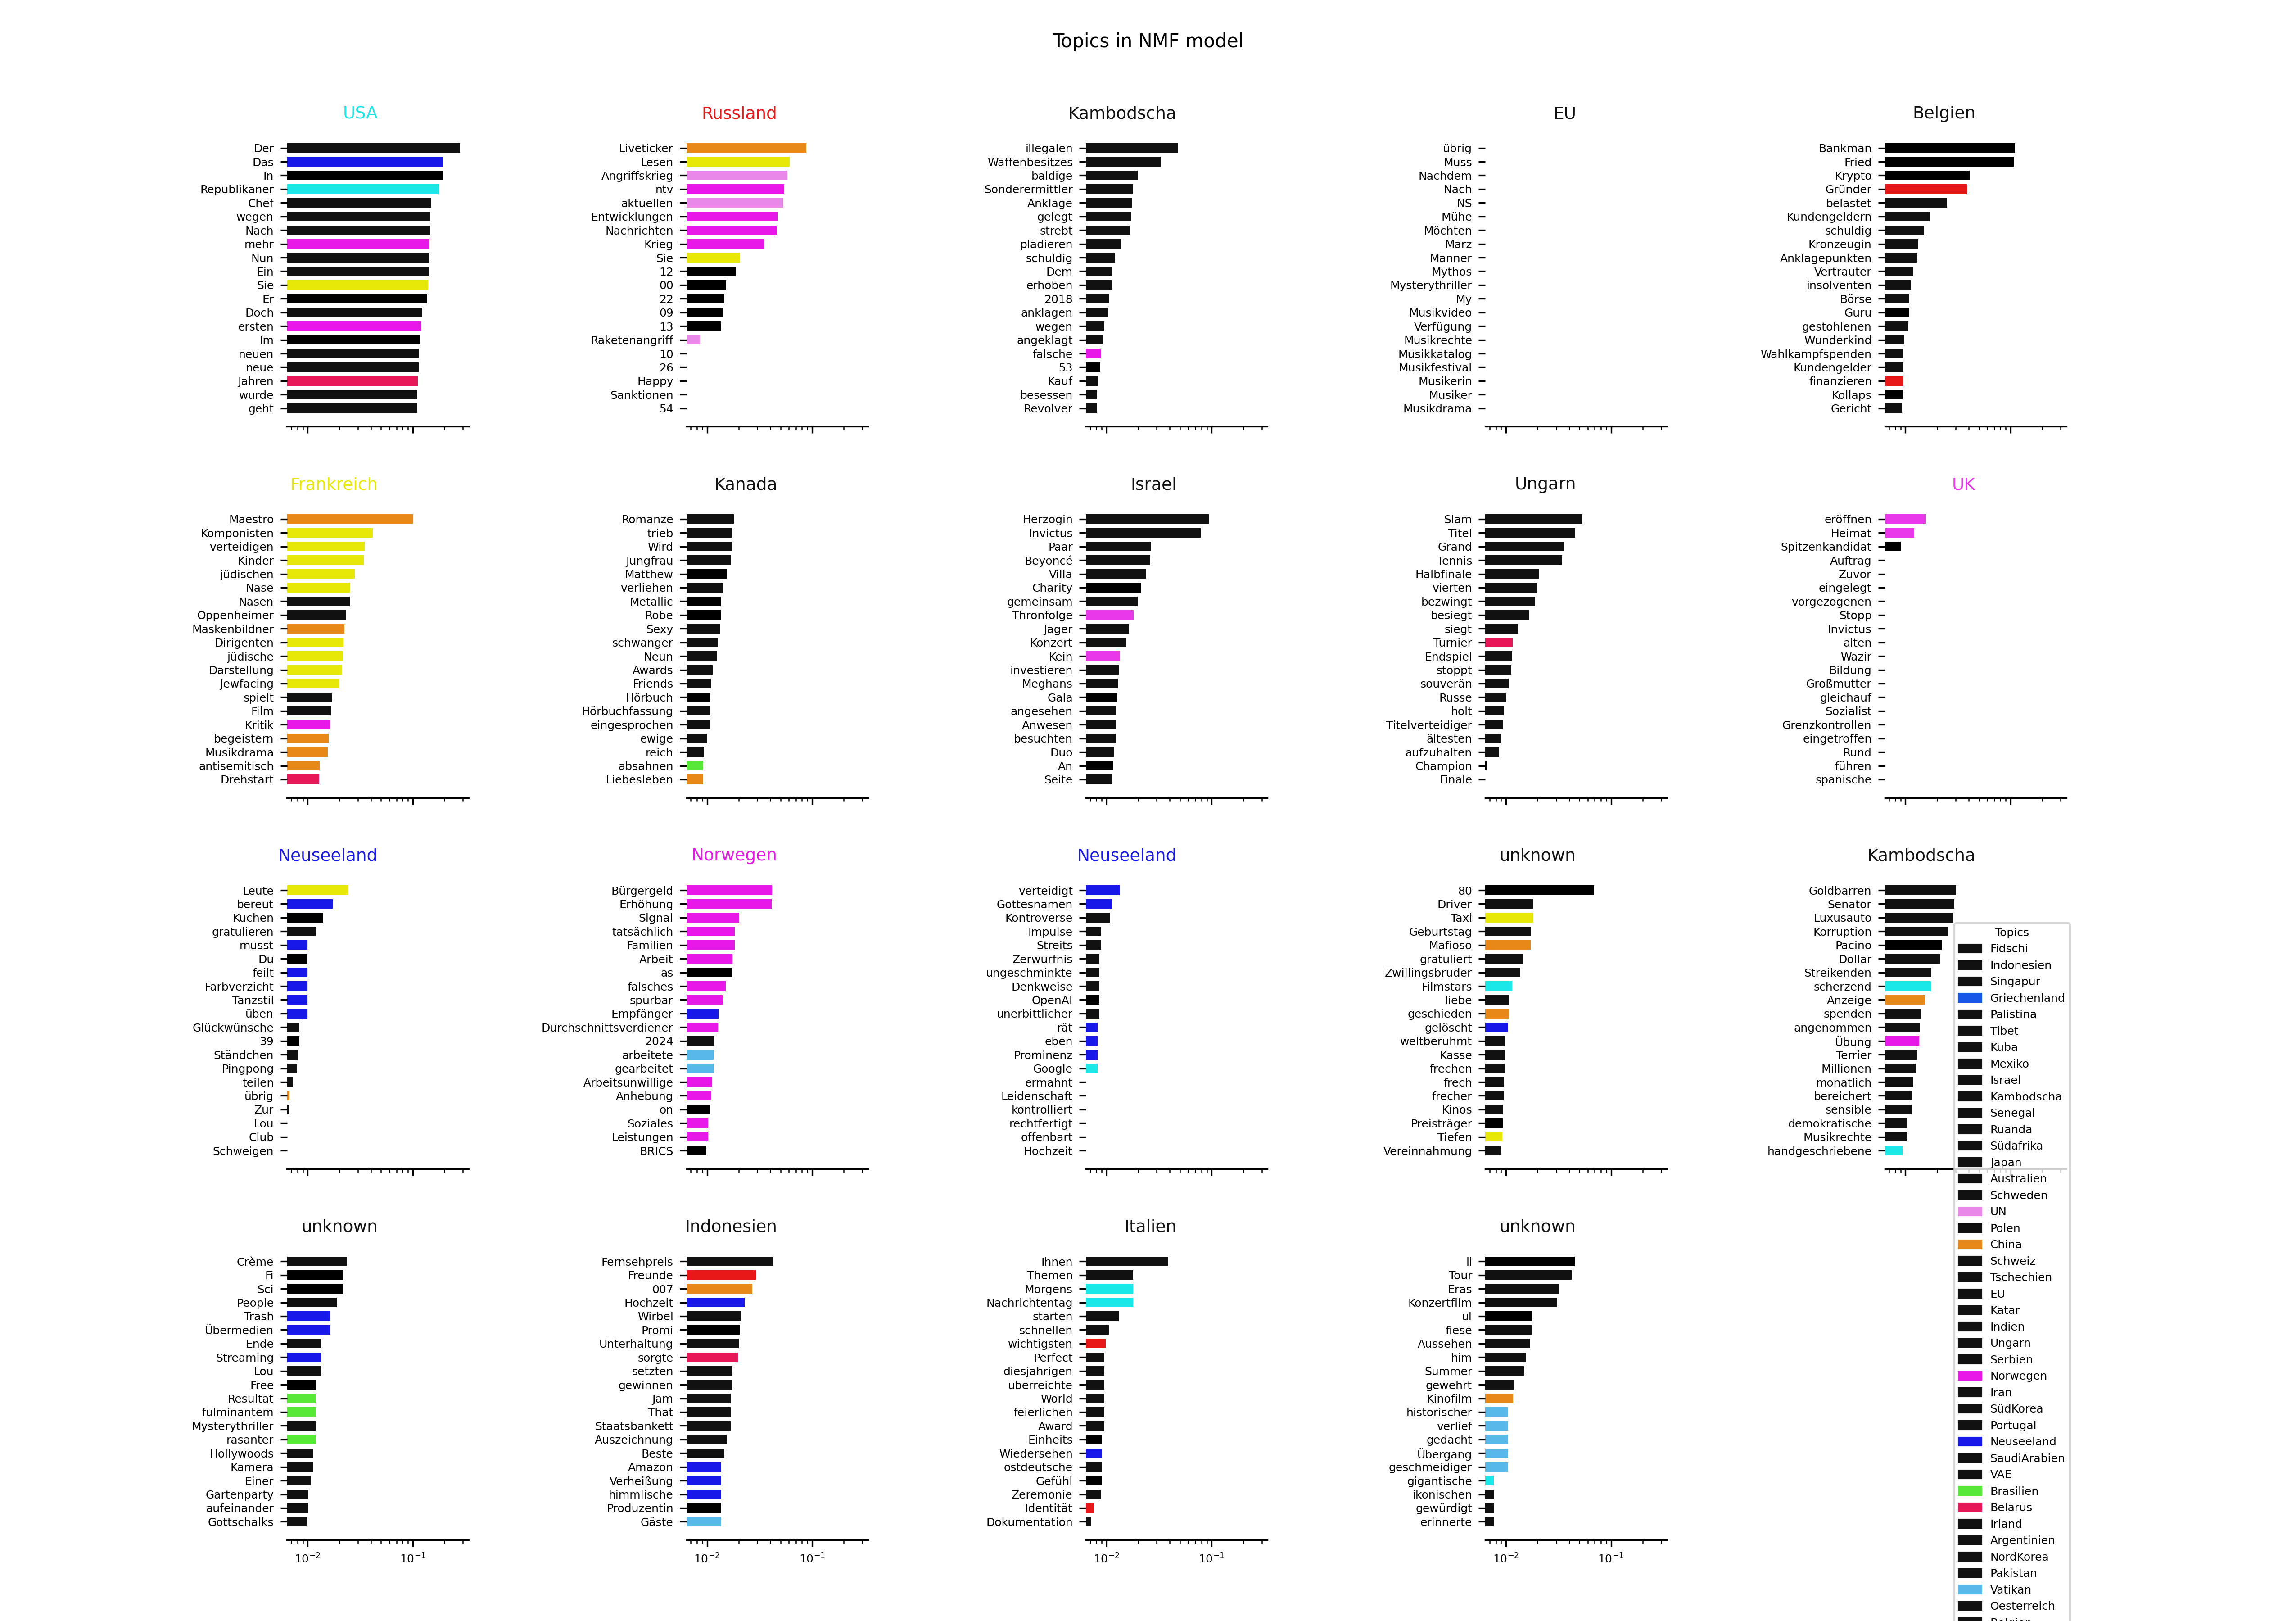 Topics in NMF model
USA
Der
Das
In
Republikaner
Chef
wegen
Nach
mehr
Nun
Ein
Sie
Er
Doch
ersten
Im
neuen
neue
Jahren
wurde
geht
Russland
Liveticker
Lesen
Angriffskrieg
ntv
aktuellen
Entwicklungen
Nachrichten
Krieg
Sie
12
00
22
09
13
Raketenangriff
10
26
Happy
Sanktionen
54
Kambodscha
illegalen
Waffenbesitzes
baldige
Sonderermittler
Anklage
gelegt
strebt
plädieren
schuldig
Dem
erhoben
2018
anklagen
wegen
angeklagt
falsche
53
Kauf
besessen
Revolver
EU
übrig
Muss
Nachdem
Nach
NS
Mühe
Möchten
März
Männer
Mythos
Mysterythriller
My
Musikvideo
Verfügung
Musikrechte
Musikkatalog
Musikfestival
Musikerin
Musiker
Musikdrama
Belgien
Bankman
Fried
Krypto
Gründer
belastet
Kundengeldern
schuldig
Kronzeugin
Anklagepunkten
Vertrauter
insolventen
Börse
Guru
gestohlenen
Wunderkind
Wahlkampfspenden
Kundengelder
finanzieren
Kollaps
Gericht
Frankreich
Maestro
Komponisten
verteidigen
Kinder
jüdischen
Nase
Nasen
Oppenheimer
Maskenbildner
Dirigenten
jüdische
Darstellung
Jewfacing
spielt
Film
Kritik
begeistern
Musikdrama
antisemitisch
Drehstart
Kanada
Romanze
trieb
Wird
Jungfrau
Matthew
verliehen
Metallic
Robe
Sexy
schwanger
Neun
Awards
Friends
Hörbuch
Hörbuchfassung
eingesprochen
ewige
reich
absahnen
Liebesleben
Israel
Herzogin
Invictus
Paar
Beyoncé
Villa
Charity
gemeinsam
Thronfolge
Jäger
Konzert
Kein
investieren
Meghans
Gala
angesehen
Anwesen
besuchten
Duo
An
Seite
Ungarn
Slam
Titel
Grand
Tennis
Halbfinale
vierten
bezwingt
besiegt
siegt
Turnier
Endspiel
stoppt
souverän
Russe
holt
Titelverteidiger
ältesten
aufzuhalten
Champion
Finale
UK
eröffnen
Heimat
Spitzenkandidat
Auftrag
Zuvor
eingelegt
vorgezogenen
Stopp
Invictus
alten
Wazir
Bildung
Großmutter
gleichauf
Sozialist
Grenzkontrollen
eingetroffen
Rund
führen
spanische
Neuseeland
Leute
bereut
Kuchen
gratulieren
musst
Du
feilt
Farbverzicht
Tanzstil
üben
Glückwünsche
39
Ständchen
Pingpong
teilen
übrig
Zur
Lou
Club
Schweigen
Norwegen
Bürgergeld
Erhöhung
Signal
tatsächlich
Familien
Arbeit
as
falsches
spürbar
Empfänger
Durchschnittsverdiener
2024
arbeitete
gearbeitet
Arbeitsunwillige
Anhebung
on
Soziales
Leistungen
BRICS
Neuseeland
verteidigt
Gottesnamen
Kontroverse
Impulse
Streits
Zerwürfnis
ungeschminkte
Denkweise
OpenAI
unerbittlicher
rät
eben
Prominenz
Google
ermahnt
Leidenschaft
kontrolliert
rechtfertigt
offenbart
Hochzeit
unknown
80
Driver
Taxi
Geburtstag
Mafioso
gratuliert
Zwillingsbruder
Filmstars
liebe
geschieden
gelöscht
weltberühmt
Kasse
frechen
frech
frecher
Kinos
Preisträger
Tiefen
Vereinnahmung
Kambodscha
Goldbarren
Senator
Luxusauto
Korruption
Pacino
Dollar
Streikenden
scherzend
Anzeige
spenden
angenommen
Übung
Terrier
Millionen
monatlich
bereichert
sensible
demokratische
Musikrechte
handgeschriebene
unknown
Crème
Fi
Sci
People
Trash
Übermedien
Ende
Streaming
Lou
Free
Resultat
fulminantem
Mysterythriller
rasanter
Hollywoods
Kamera
Einer
Gartenparty
aufeinander
Gottschalks
10⁻² 10⁻¹
Indonesien
Fernsehpreis
Freunde
007
Hochzeit
Wirbel
Promi
Unterhaltung
sorgte
setzten
gewinnen
Jam
That
Staatsbankett
Auszeichnung
Beste
Amazon
Verheißung
himmlische
Produzentin
Gäste
10⁻² 10⁻¹
Italien
Ihnen
Themen
Morgens
Nachrichtentag
starten
schnellen
wichtigsten
Perfect
diesjährigen
überreichte
World
feierlichen
Award
Einheits
Wiedersehen
ostdeutsche
Gefühl
Zeremonie
Identität
Dokumentation
10⁻² 10⁻¹
unknown
li
Tour
Eras
Konzertfilm
ul
fiese
Aussehen
him
Summer
gewehrt
Kinofilm
historischer
verlief
gedacht
Übergang
geschmeidiger
gigantische
ikonischen
gewürdigt
erinnerte
10⁻² 10⁻¹
Topics
Fidschi
Indonesien
Singapur
Griechenland
Palistina
Tibet
Kuba
Mexiko
Israel
Kambodscha
Senegal
Ruanda
Südafrika
Japan
Australien
Schweden
UN
Polen
China
Schweiz
Tschechien
EU
Katar
Indien
Ungarn
Serbien
Norwegen
Iran
SüdKorea
Portugal
Neuseeland
SaudiArabien
VAE
Brasilien
Belarus
Irland
Argentinien
NordKorea
Pakistan
Vatikan
Oesterreich